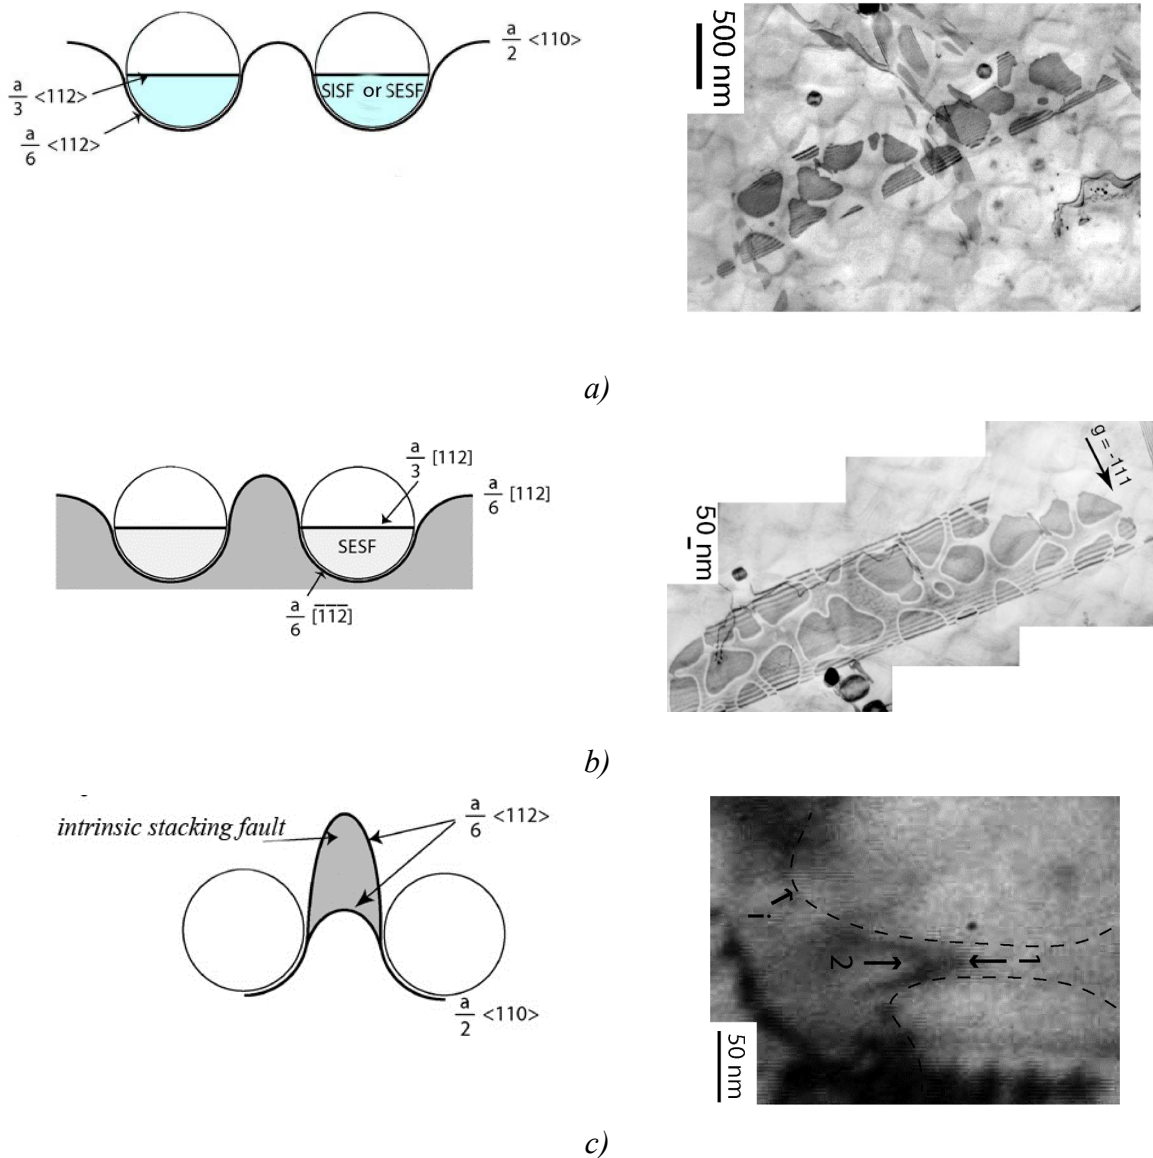 a/2 <110>
a/3 <112>
SISF or SESF
a/6 <112>
500 nm
a)
a/3 [112]
a/6 [112]
SESF
a/6 [1̅1̅2̅]
g = -111
50 nm
b)
a/6 <112>
intrinsic stacking fault
a/2 <110>
i
2
1
50 nm
c)